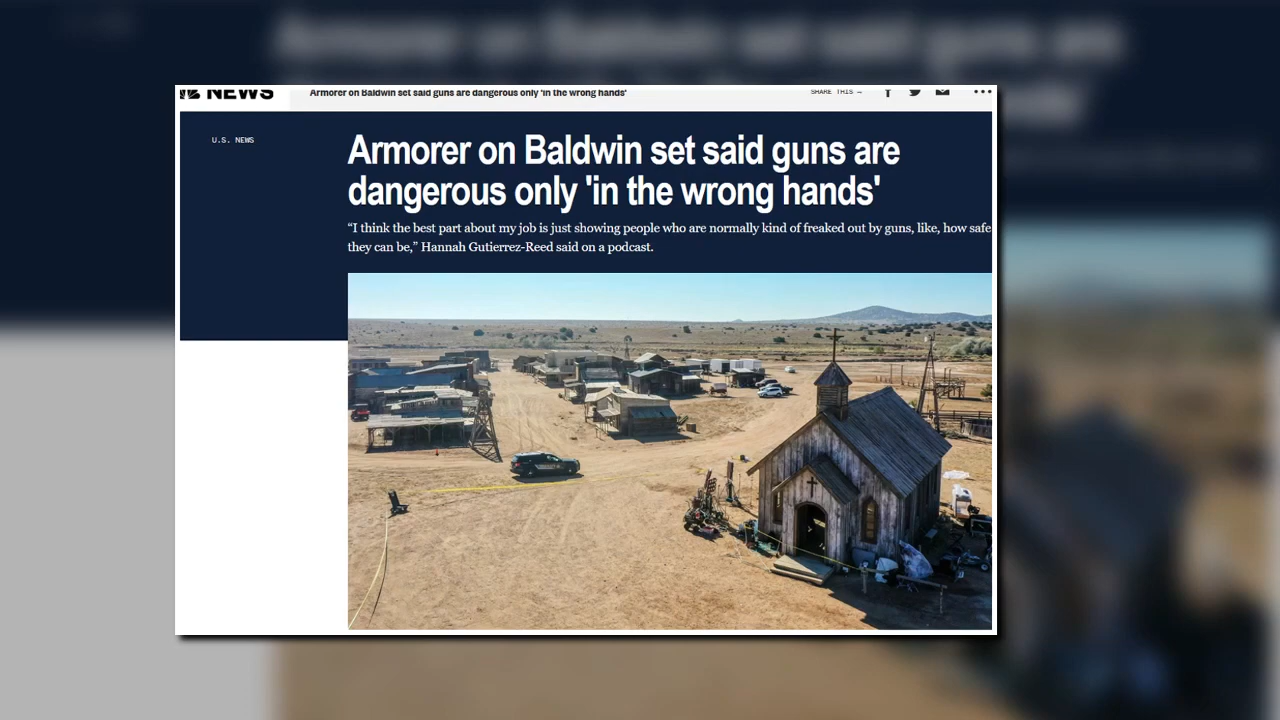 NEWS
Armorer on Baldwin set said guns are dangerous only 'in the wrong hands'
SHARE THIS
U.S. NEWS
Armorer on Baldwin set said guns are
dangerous only 'in the wrong hands'
“I think the best part about my job is just showing people who are normally kind of freaked out by guns, like, how safe
they can be,” Hannah Gutierrez-Reed said on a podcast.